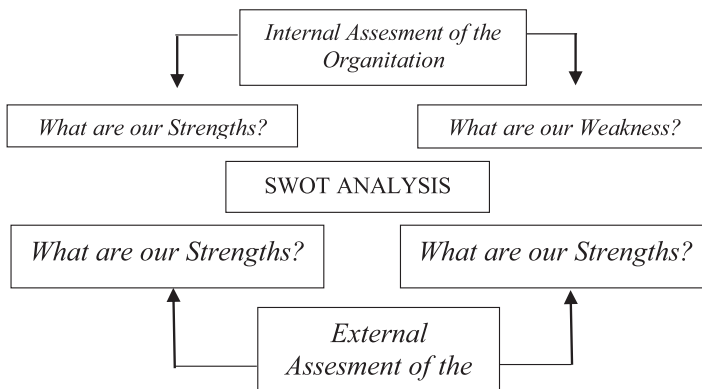 Internal Assesment of the
Organitation
What are our Strengths?
What are our Weakness?
SWOT ANALYSIS
What are our Strengths?
What are our Strengths?
External
Assesment of the